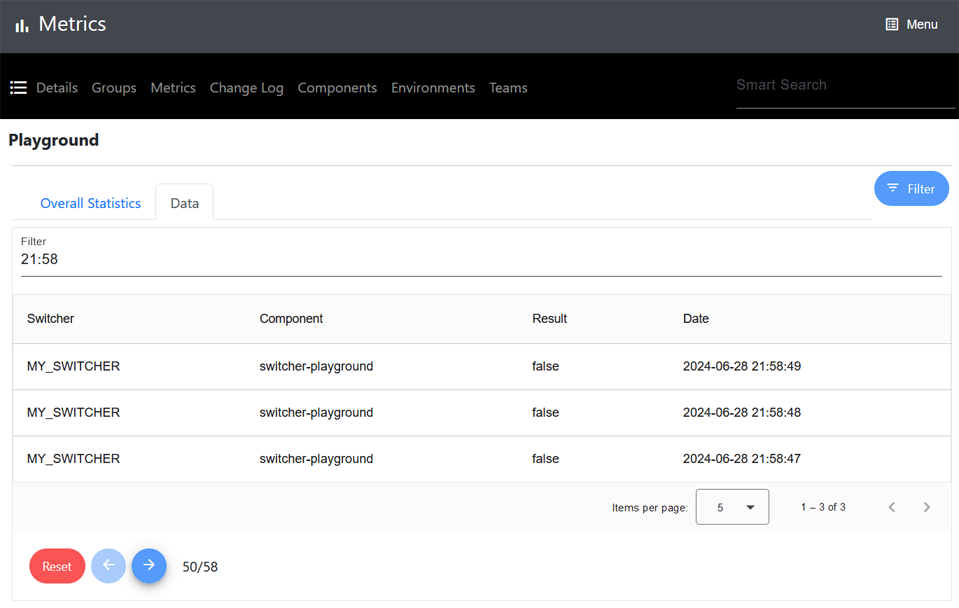 Metrics
Menu
Details Groups Metrics Change Log Components Environments Teams
Smart Search
Playground
Overall Statistics Data
Filter
Filter
21:58
Switcher Component Result Date
MY_SWITCHER switcher-playground false 2024-06-28 21:58:49
MY_SWITCHER switcher-playground false 2024-06-28 21:58:48
MY_SWITCHER switcher-playground false 2024-06-28 21:58:47
Items per page: 5 1 – 3 of 3
Reset 50/58